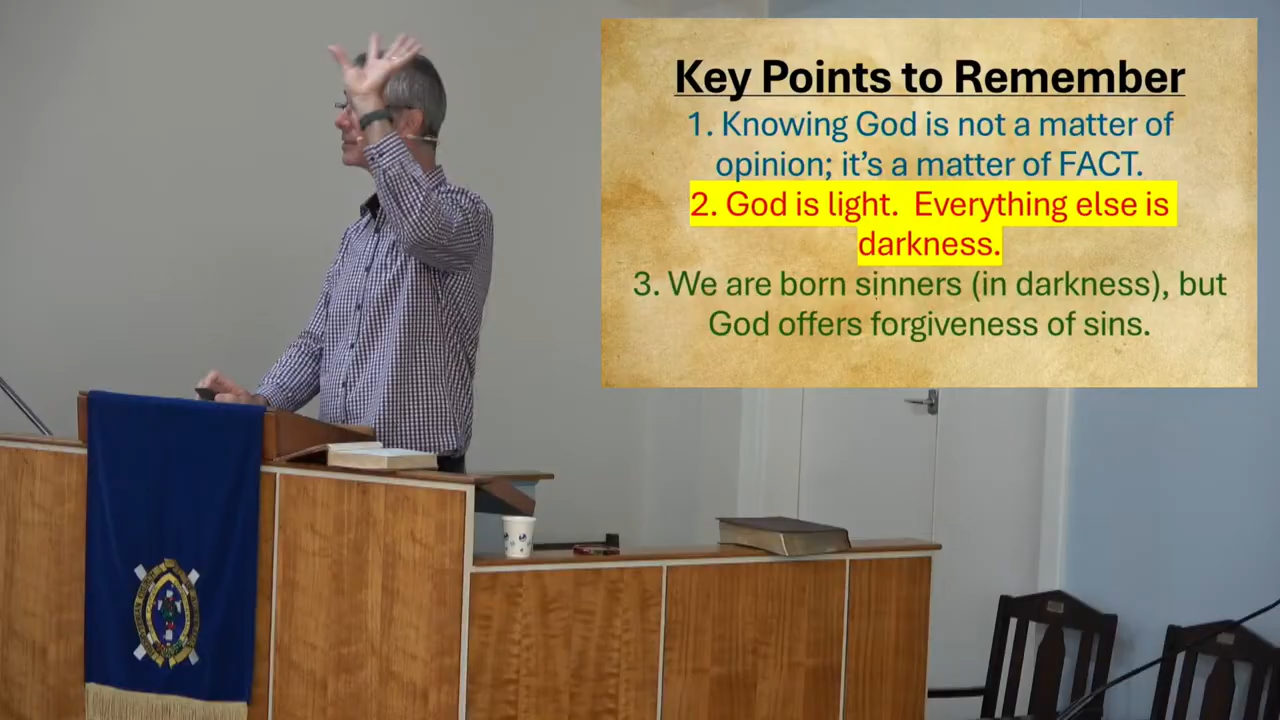 Key Points to Remember
1. Knowing God is not a matter of
opinion; it's a matter of FACT.
2. God is light.  Everything else is
darkness.
3. We are born sinners (in darkness), but
God offers forgiveness of sins.